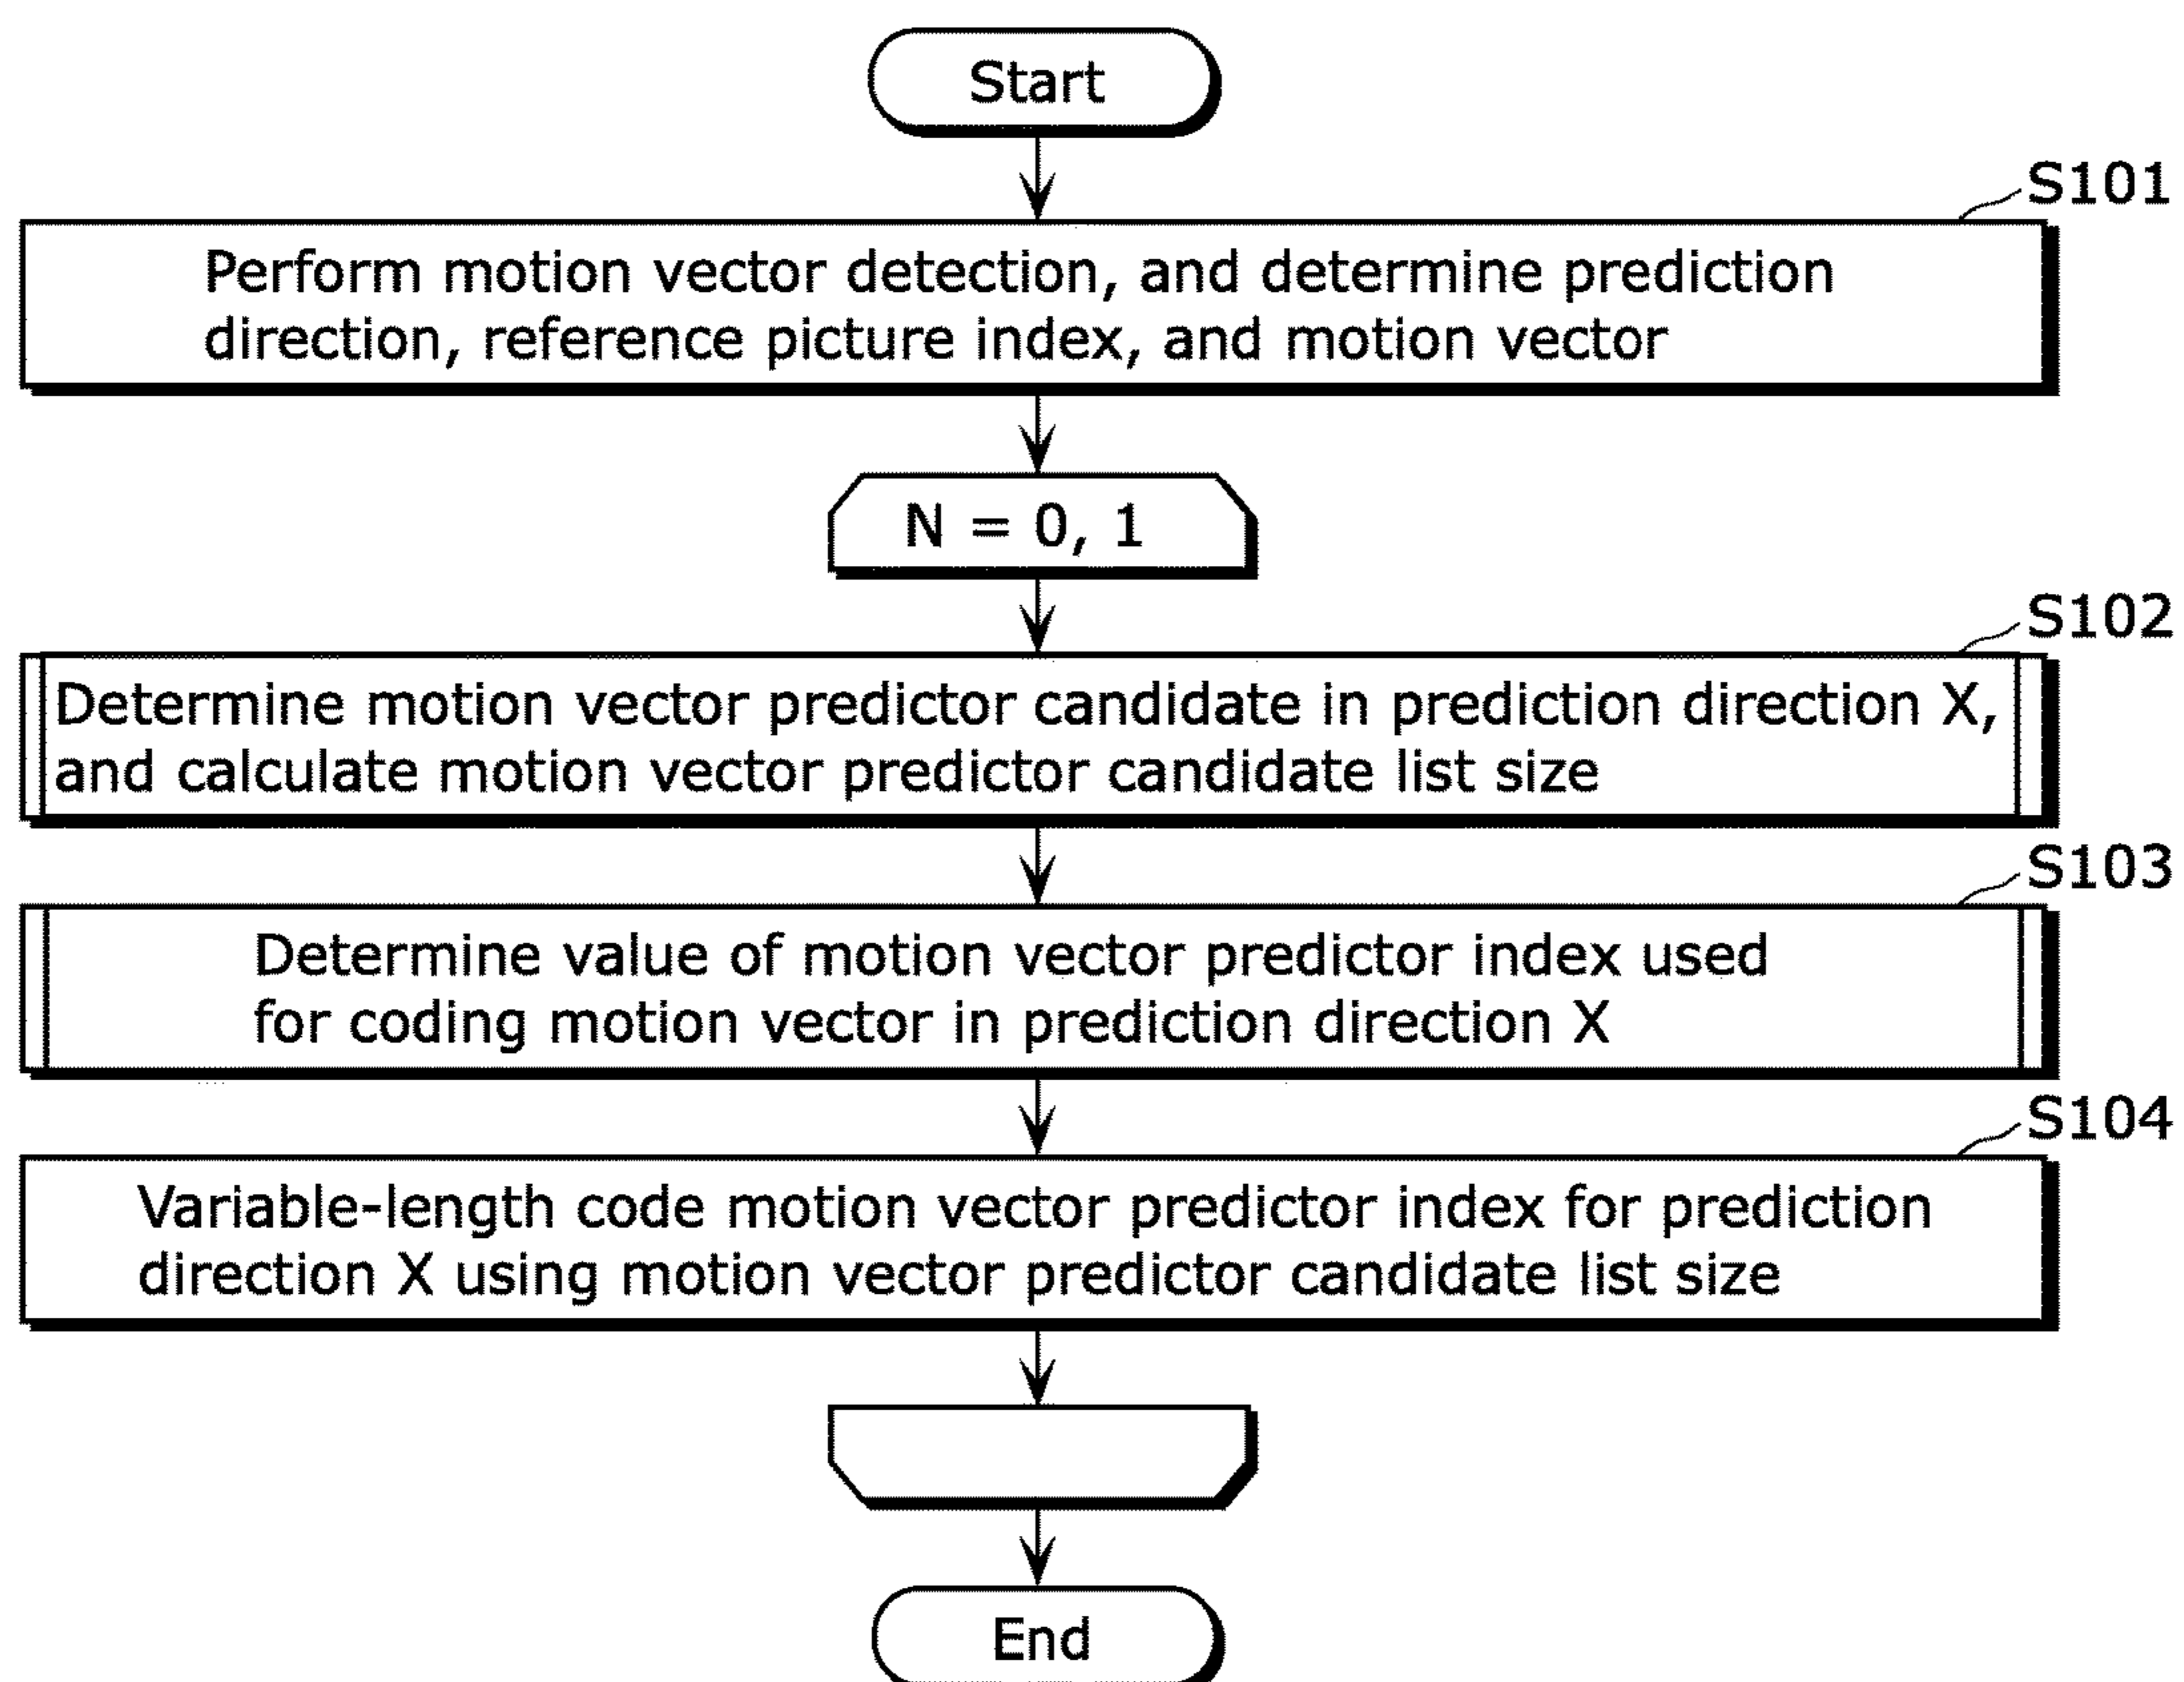 Start
S101
Perform motion vector detection, and determine prediction
direction, reference picture index, and motion vector
N = 0, 1
S102
Determine motion vector predictor candidate in prediction direction X,
and calculate motion vector predictor candidate list size
S103
Determine value of motion vector predictor index used
for coding motion vector in prediction direction X
S104
Variable-length code motion vector predictor index for prediction
direction X using motion vector predictor candidate list size
End